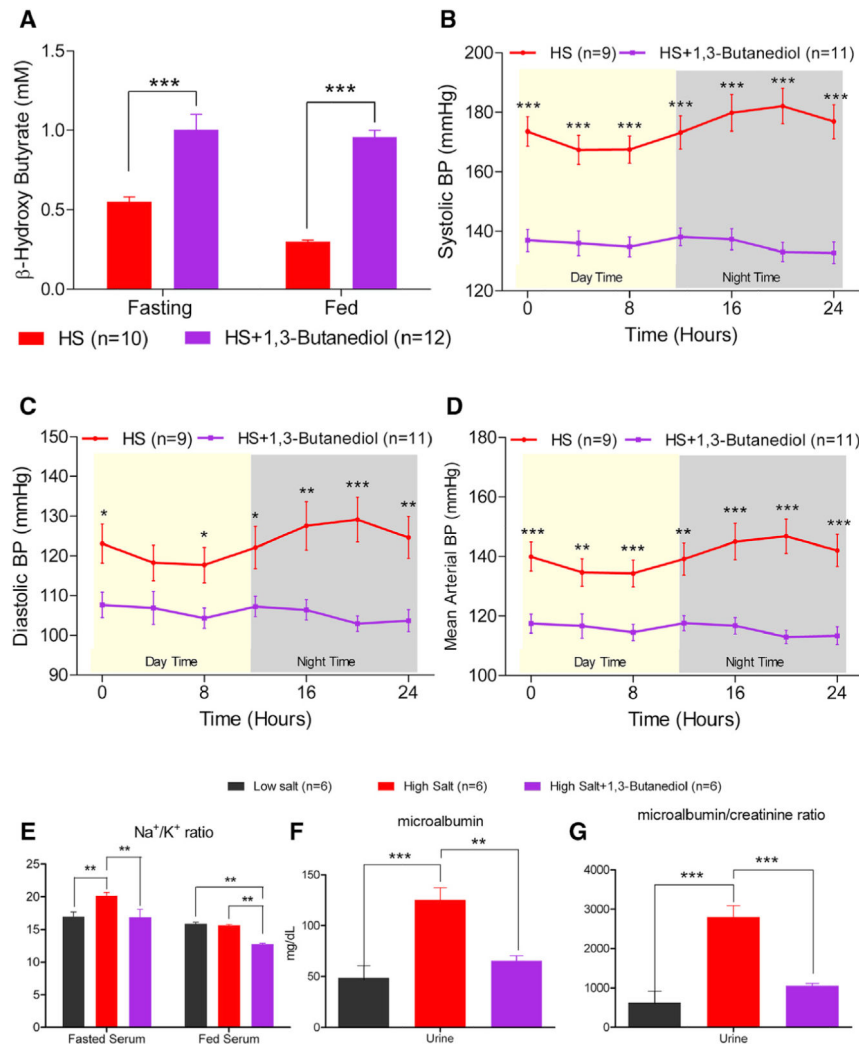 A
β-Hydroxy Butyrate (mM)
1.5
1.0
0.5
0.0
***
***
Fasting
Fed
HS (n=10)
HS+1,3-Butanediol (n=12)
B
HS (n=9)
HS+1,3-Butanediol (n=11)
Systolic BP (mmHg)
200
180
160
140
120
***
***
***
***
***
***
***
Day Time
Night Time
0
8
16
24
Time (Hours)
C
HS (n=9)
HS+1,3-Butanediol (n=11)
Diastolic BP (mmHg)
150
140
130
120
110
100
90
*
*
*
**
***
**
Day Time
Night Time
0
8
16
24
Time (Hours)
D
HS (n=9)
HS+1,3-Butanediol (n=11)
Mean Arterial BP (mmHg)
180
160
140
120
100
***
**
***
**
***
***
***
Day Time
Night Time
0
8
16
24
Time (Hours)
Low salt (n=6)
High Salt (n=6)
High Salt+1,3-Butanediol (n=6)
E
Na⁺/K⁺ ratio
25
20
15
10
5
0
**
**
**
**
Fasted Serum
Fed Serum
F
microalbumin
mg/dL
150
100
50
0
***
**
Urine
G
microalbumin/creatinine ratio
4000
3000
2000
1000
0
***
***
Urine